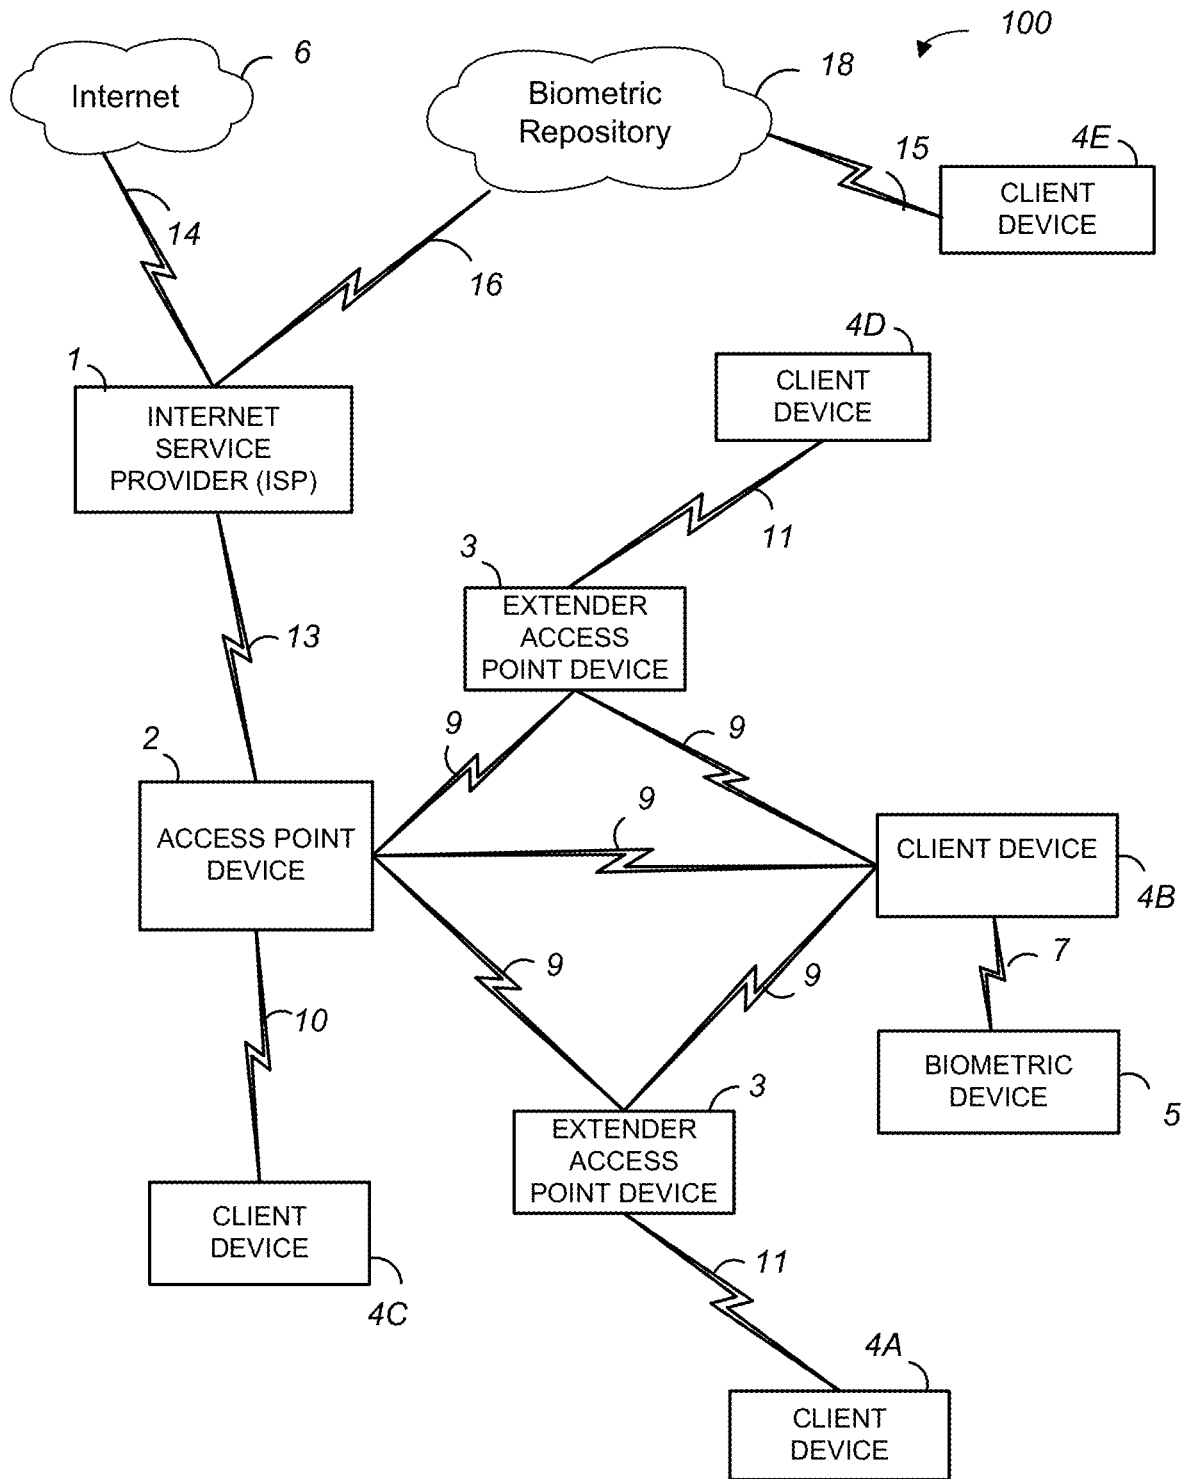 100
6
Internet
18
Biometric
Repository
15
4E
CLIENT
DEVICE
14
16
1
INTERNET
SERVICE
PROVIDER (ISP)
4D
CLIENT
DEVICE
11
3
EXTENDER
ACCESS
POINT DEVICE
13
9
9
2
ACCESS POINT
DEVICE
9
CLIENT DEVICE
4B
9
9
7
10
BIOMETRIC
DEVICE
5
3
EXTENDER
ACCESS
POINT DEVICE
CLIENT
DEVICE
4C
11
4A
CLIENT
DEVICE